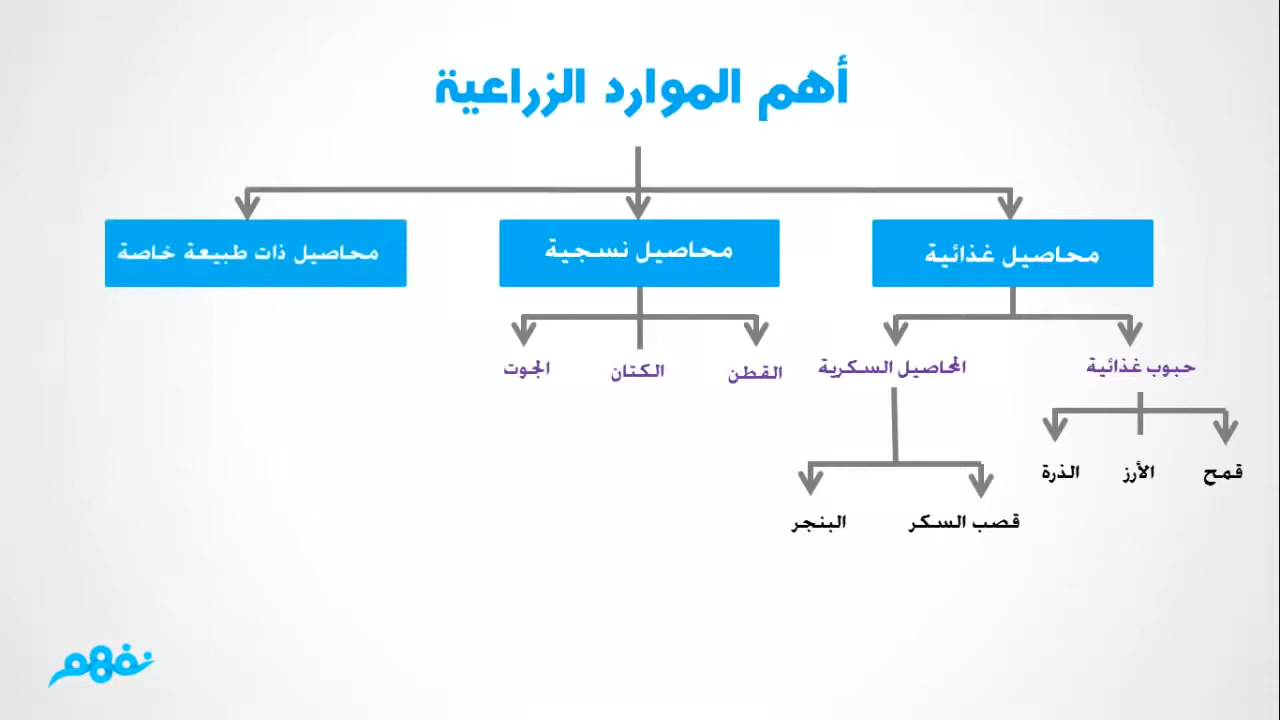 أهم الموارد الزراعية
محاصيل غذائية
محاصيل نسجية
محاصيل ذات طبيعة خاصة
حبوب غذائية
المحاصيل السكرية
القطن
الكتان
الجوت
قمح
الأرز
الذرة
قصب السكر
البنجر
نفهم